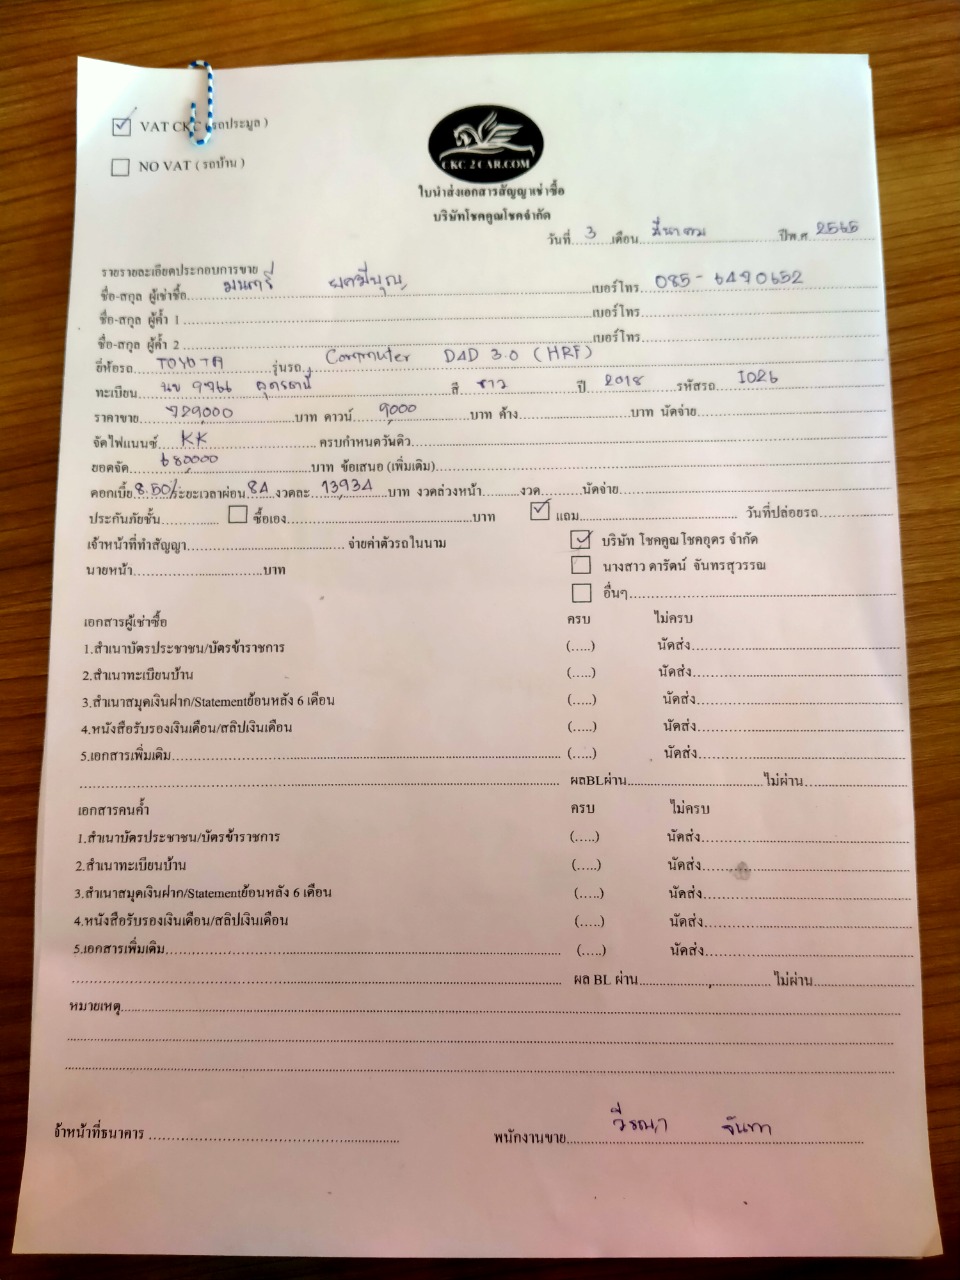 VAT CKC (รถประมูล )
NO VAT ( รถบ้าน )
CKC 2 CAR.COM
ใบนำส่งเอกสารสัญญาเช่าซื้อ
บริษัทโชคคูณโชคจำกัด
วันที่ 3 เดือน มีนาคม ปีพ.ศ 2565
รายรายละเอียดประกอบการขาย
ชื่อ-สกุล ผู้เช่าซื้อ มนตรี ยศมีบุญ เบอร์โทร 085-6490652
ชื่อ-สกุล ผู้ค้ำ 1 เบอร์โทร
ชื่อ-สกุล ผู้ค้ำ 2 เบอร์โทร
ยี่ห้อรถ TOYOTA รุ่นรถ Commuter D4D 3.0 (HRF)
ทะเบียน นข 9766 อุดรธานี สี ขาว ปี 2018 รหัสรถ I026
ราคาขาย 729,000 บาท ดาวน์ 9,000 บาท ค้าง บาท นัดจ่าย
จัดไฟแนนซ์ KK ครบกำหนดวันคิว
ยอดจัด 680,000 บาท ข้อเสนอ (เพิ่มเติม)
ดอกเบี้ย 8.50% ระยะเวลาผ่อน 84 งวดละ 13,934 บาท งวดล่วงหน้า งวด นัดจ่าย
ประกันภัยชั้น ซื้อเอง บาท แถม วันที่ปล่อยรถ
เจ้าหน้าที่ทำสัญญา จ่ายค่าตัวรถในนาม บริษัท โชคคูณโชคอุดร จำกัด
นายหน้า บาท นางสาว ดารัตน์ จันทรสุวรรณ
อื่นๆ
เอกสารผู้เช่าซื้อ ครบ ไม่ครบ
1.สำเนาบัตรประชาชน/บัตรข้าราชการ (.....) นัดส่ง
2.สำเนาทะเบียนบ้าน (.....) นัดส่ง
3.สำเนาสมุดเงินฝาก/Statementย้อนหลัง 6 เดือน (.....) นัดส่ง
4.หนังสือรับรองเงินเดือน/สลิปเงินเดือน (.....) นัดส่ง
5.เอกสารเพิ่มเติม (.....) นัดส่ง
ผลBLผ่าน ไม่ผ่าน
เอกสารคนค้ำ ครบ ไม่ครบ
1.สำเนาบัตรประชาชน/บัตรข้าราชการ (.....) นัดส่ง
2.สำเนาทะเบียนบ้าน (.....) นัดส่ง
3.สำเนาสมุดเงินฝาก/Statementย้อนหลัง 6 เดือน (.....) นัดส่ง
4.หนังสือรับรองเงินเดือน/สลิปเงินเดือน (.....) นัดส่ง
5.เอกสารเพิ่มเติม (.....) นัดส่ง
ผล BL ผ่าน ไม่ผ่าน
หมายเหตุ
จ้าหน้าที่ธนาคาร พนักงานขาย จันทา